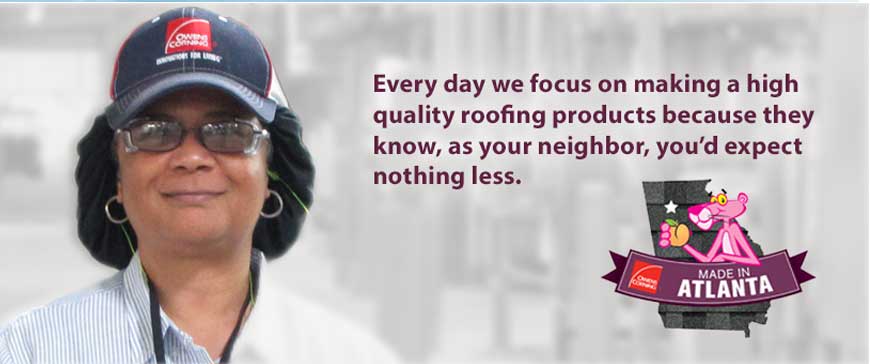 OWENS
CORNING
INNOVATIONS FOR LIVING
Every day we focus on making a high
quality roofing products because they
know, as your neighbor, you'd expect
nothing less.
OWENS
CORNING
MADE IN
ATLANTA